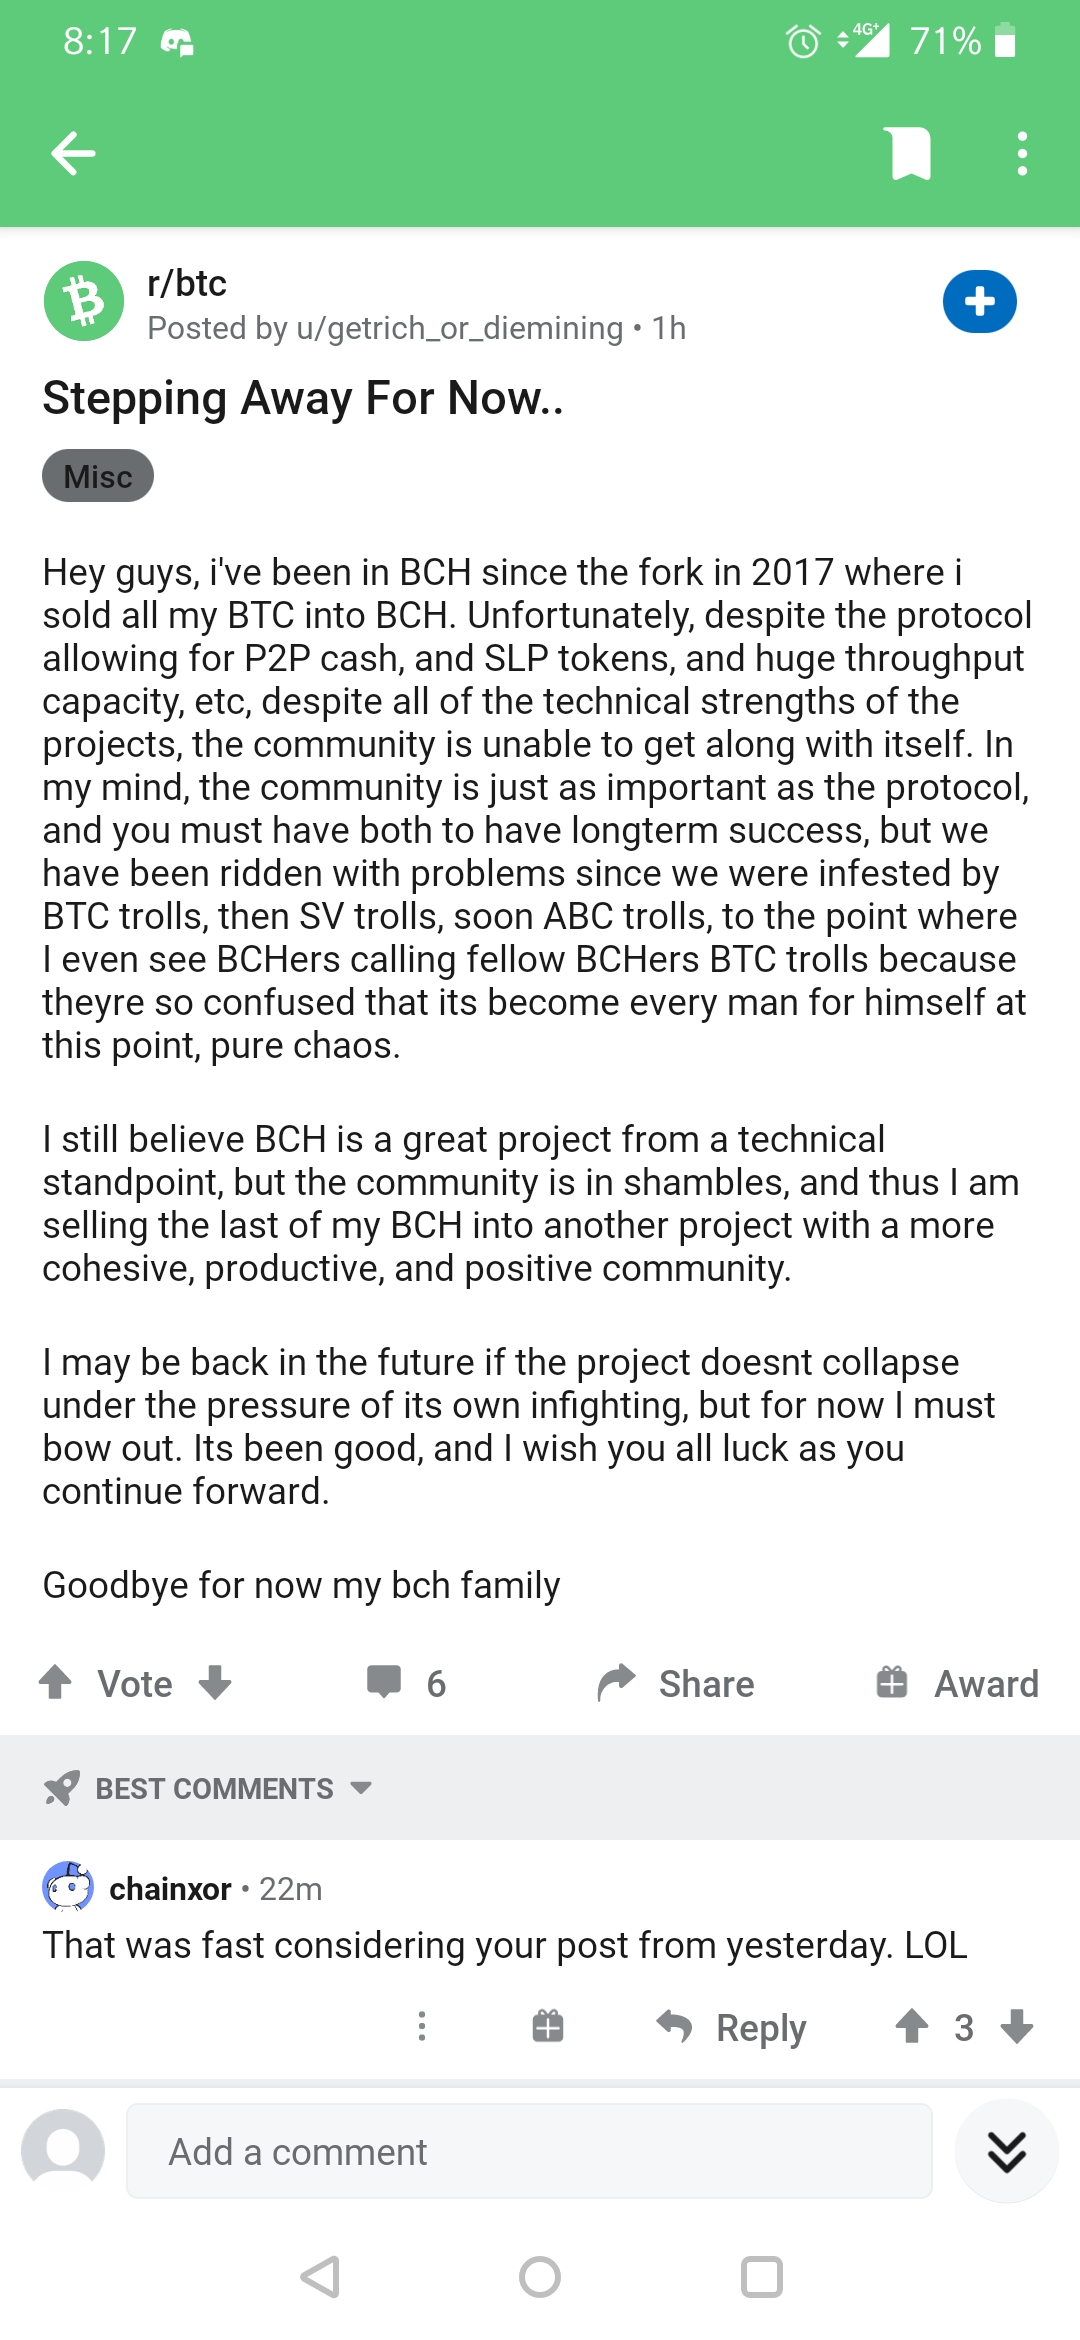 8:17
4G+ 71%
r/btc
Posted by u/getrich_or_diemining • 1h
Stepping Away For Now..
Misc
Hey guys, i've been in BCH since the fork in 2017 where i
sold all my BTC into BCH. Unfortunately, despite the protocol
allowing for P2P cash, and SLP tokens, and huge throughput
capacity, etc, despite all of the technical strengths of the
projects, the community is unable to get along with itself. In
my mind, the community is just as important as the protocol,
and you must have both to have longterm success, but we
have been ridden with problems since we were infested by
BTC trolls, then SV trolls, soon ABC trolls, to the point where
I even see BCHers calling fellow BCHers BTC trolls because
theyre so confused that its become every man for himself at
this point, pure chaos.
I still believe BCH is a great project from a technical
standpoint, but the community is in shambles, and thus I am
selling the last of my BCH into another project with a more
cohesive, productive, and positive community.
I may be back in the future if the project doesnt collapse
under the pressure of its own infighting, but for now I must
bow out. Its been good, and I wish you all luck as you
continue forward.
Goodbye for now my bch family
Vote 6 Share Award
BEST COMMENTS
chainxor • 22m
That was fast considering your post from yesterday. LOL
Reply 3
Add a comment